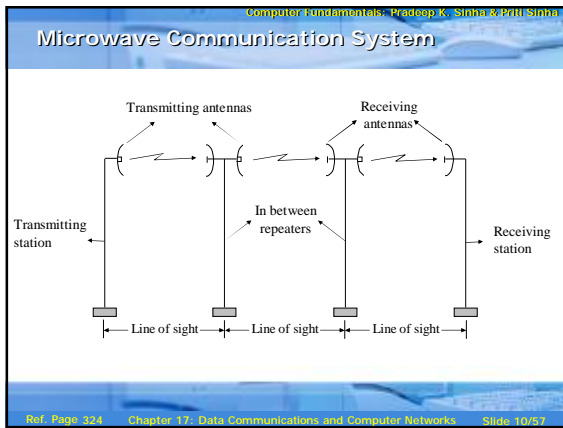 Computer Fundamentals: Pradeep K. Sinha & Priti Sinha
Microwave Communication System
Transmitting antennas
Receiving
antennas
Transmitting
station
In between
repeaters
Receiving
station
Line of sight
Line of sight
Line of sight
Ref. Page 324
Chapter 17: Data Communications and Computer Networks
Slide 10/57